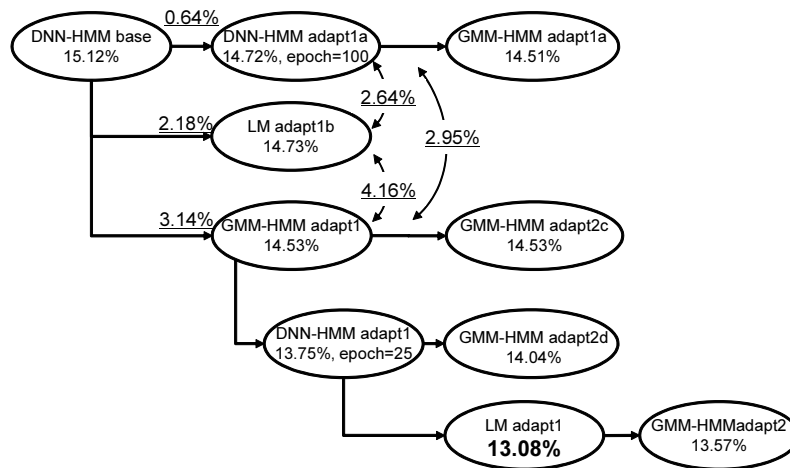 0.64%
DNN-HMM base
15.12%
DNN-HMM adapt1a
14.72%, epoch=100
GMM-HMM adapt1a
14.51%
2.64%
2.18%
LM adapt1b
14.73%
2.95%
4.16%
3.14%
GMM-HMM adapt1
14.53%
GMM-HMM adapt2c
14.53%
DNN-HMM adapt1
13.75%, epoch=25
GMM-HMM adapt2d
14.04%
LM adapt1
13.08%
GMM-HMMadapt2
13.57%